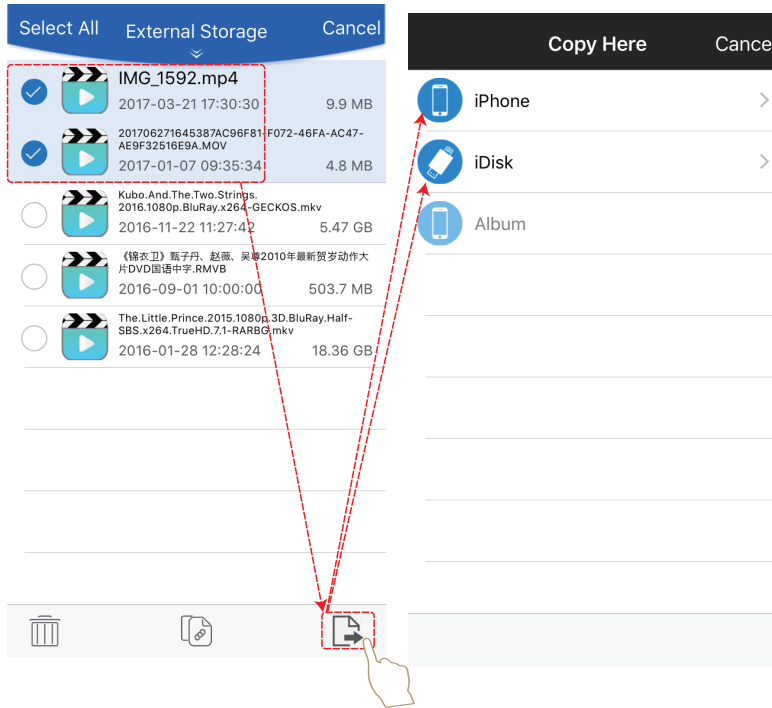 Select All
External Storage
Cancel
IMG_1592.mp4
2017-03-21 17:30:30
9.9 MB
201706271645387AC96F81-F072-46FA-AC47-
AE9F32516E9A.MOV
2017-01-07 09:35:34
4.8 MB
Kubo.And.The.Two.Strings.
2016.1080p.BluRay.x264-GECKOS.mkv
2016-11-22 11:27:42
5.47 GB
《锦衣卫》甄子丹、赵薇、吴尊2010年最新贺岁动作大
片DVD国语中字.RMVB
2016-09-01 10:00:00
503.7 MB
The.Little.Prince.2015.1080p.3D.BluRay.Half-
SBS.x264.TrueHD.7.1-RARBG.mkv
2016-01-28 12:28:24
18.36 GB
Copy Here
Cance
iPhone
iDisk
Album